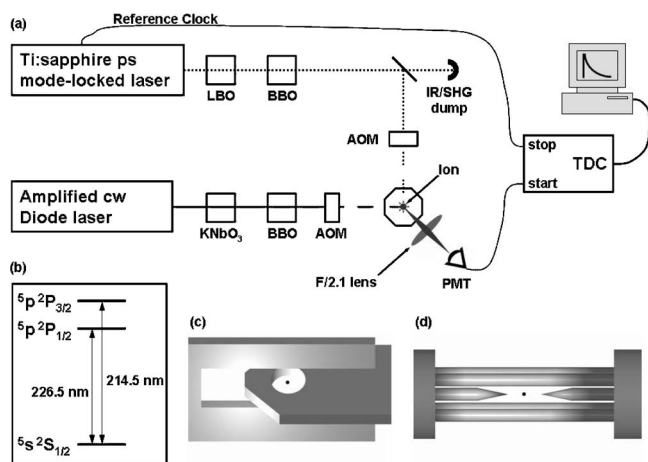 (a)
Reference Clock
Ti:sapphire ps
mode-locked laser
LBO
BBO
IR/SHG
dump
AOM
stop
TDC
start
Ion
Amplified cw
Diode laser
KNbO₃
BBO
AOM
F/2.1 lens
PMT
(b)
⁵p ²P₃/₂
⁵p ²P₁/₂
226.5 nm
214.5 nm
⁵s ²S₁/₂
(c)
(d)